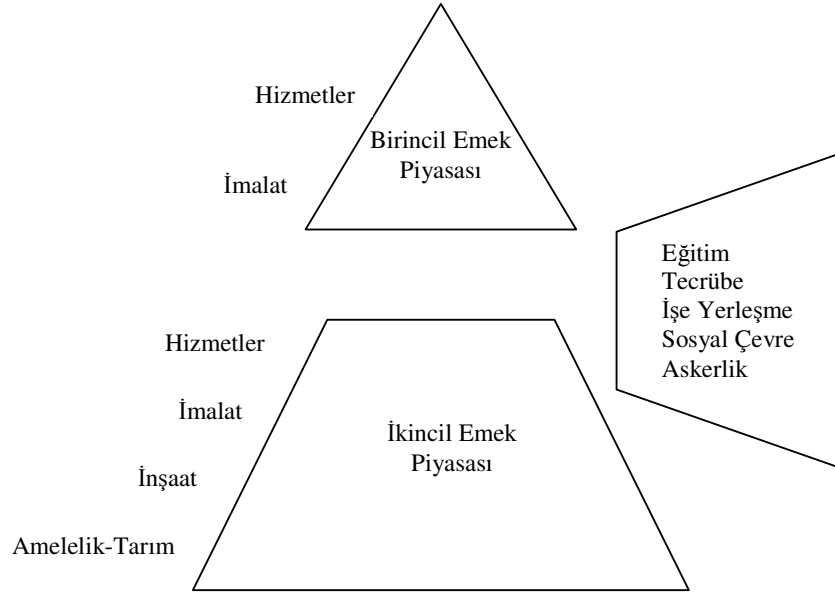 Hizmetler
Birincil Emek
Piyasası
İmalat
Eğitim
Tecrübe
İşe Yerleşme
Sosyal Çevre
Askerlik
Hizmetler
İmalat
İkincil Emek
Piyasası
İnşaat
Amelelik-Tarım